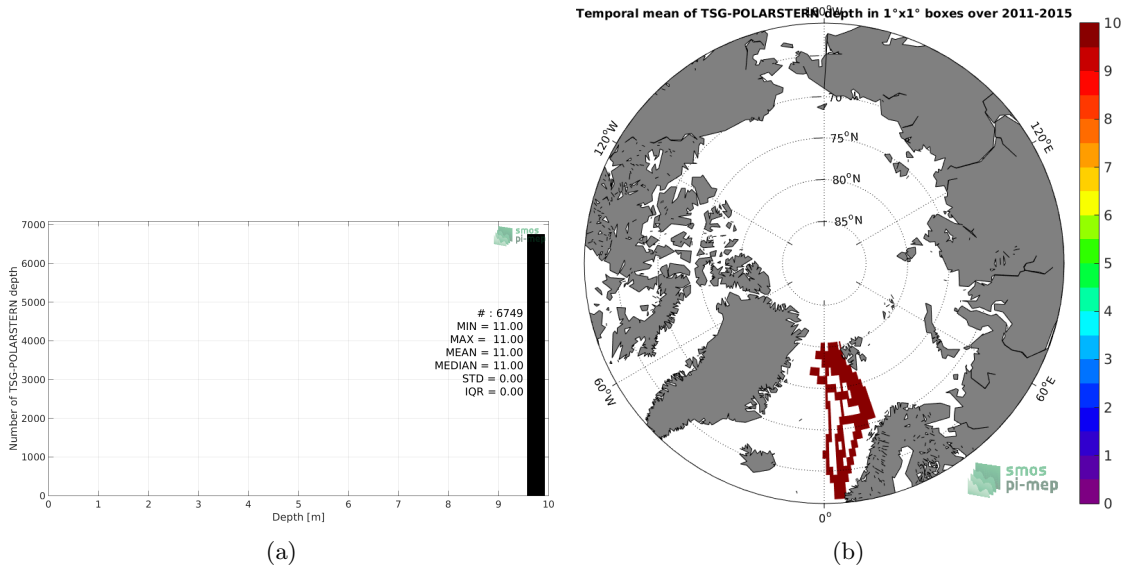 7000
6000
5000
4000
3000
2000
1000
0
Number of TSG-POLARSTERN depth
smos
pi-mep
# : 6749
MIN = 11.00
MAX = 11.00
MEAN = 11.00
MEDIAN = 11.00
STD = 0.00
IQR = 0.00
0 1 2 3 4 5 6 7 8 9 10
Depth [m]
(a)
Temporal mean of TSG-POLARSTERN depth in 1°x1° boxes over 2011-2015
180°W
120°W
120°E
70
75°N
80°N
85°N
60°W
60°E
0°
smos
pi-mep
10
9
8
7
6
5
4
3
2
1
0
(b)